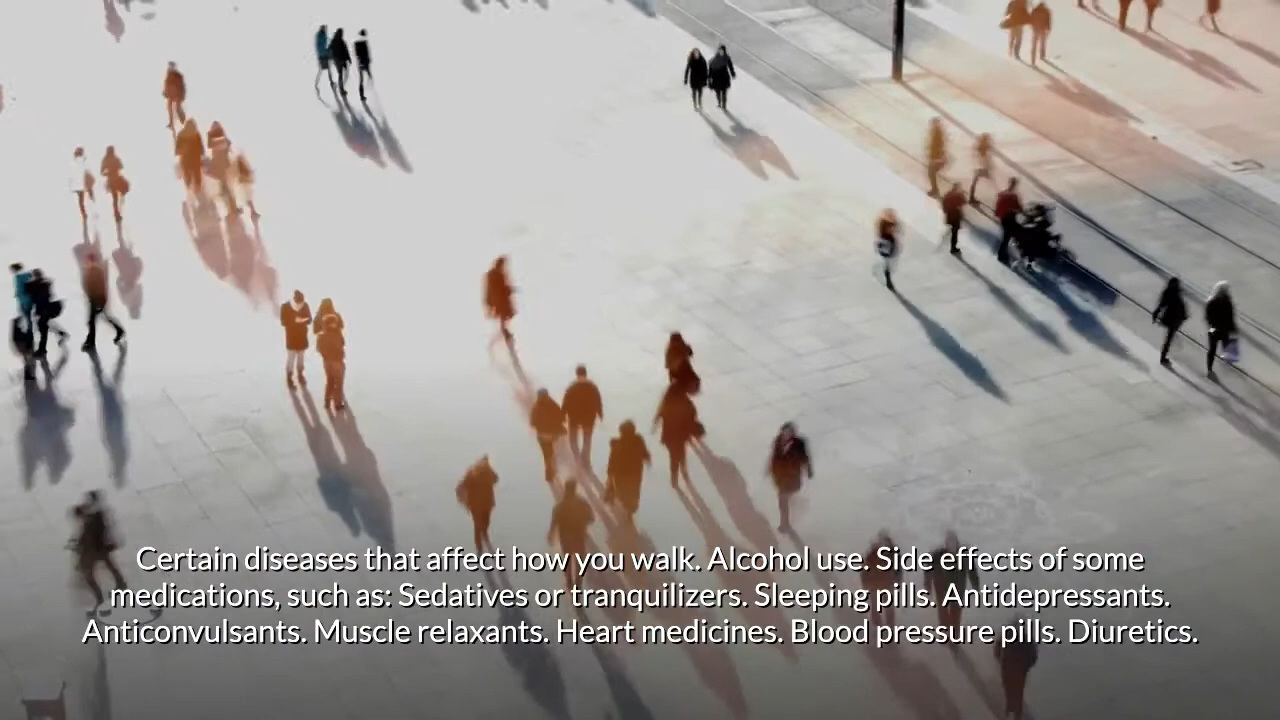 Certain diseases that affect how you walk. Alcohol use. Side effects of some
medications, such as: Sedatives or tranquilizers. Sleeping pills. Antidepressants.
Anticonvulsants. Muscle relaxants. Heart medicines. Blood pressure pills. Diuretics.